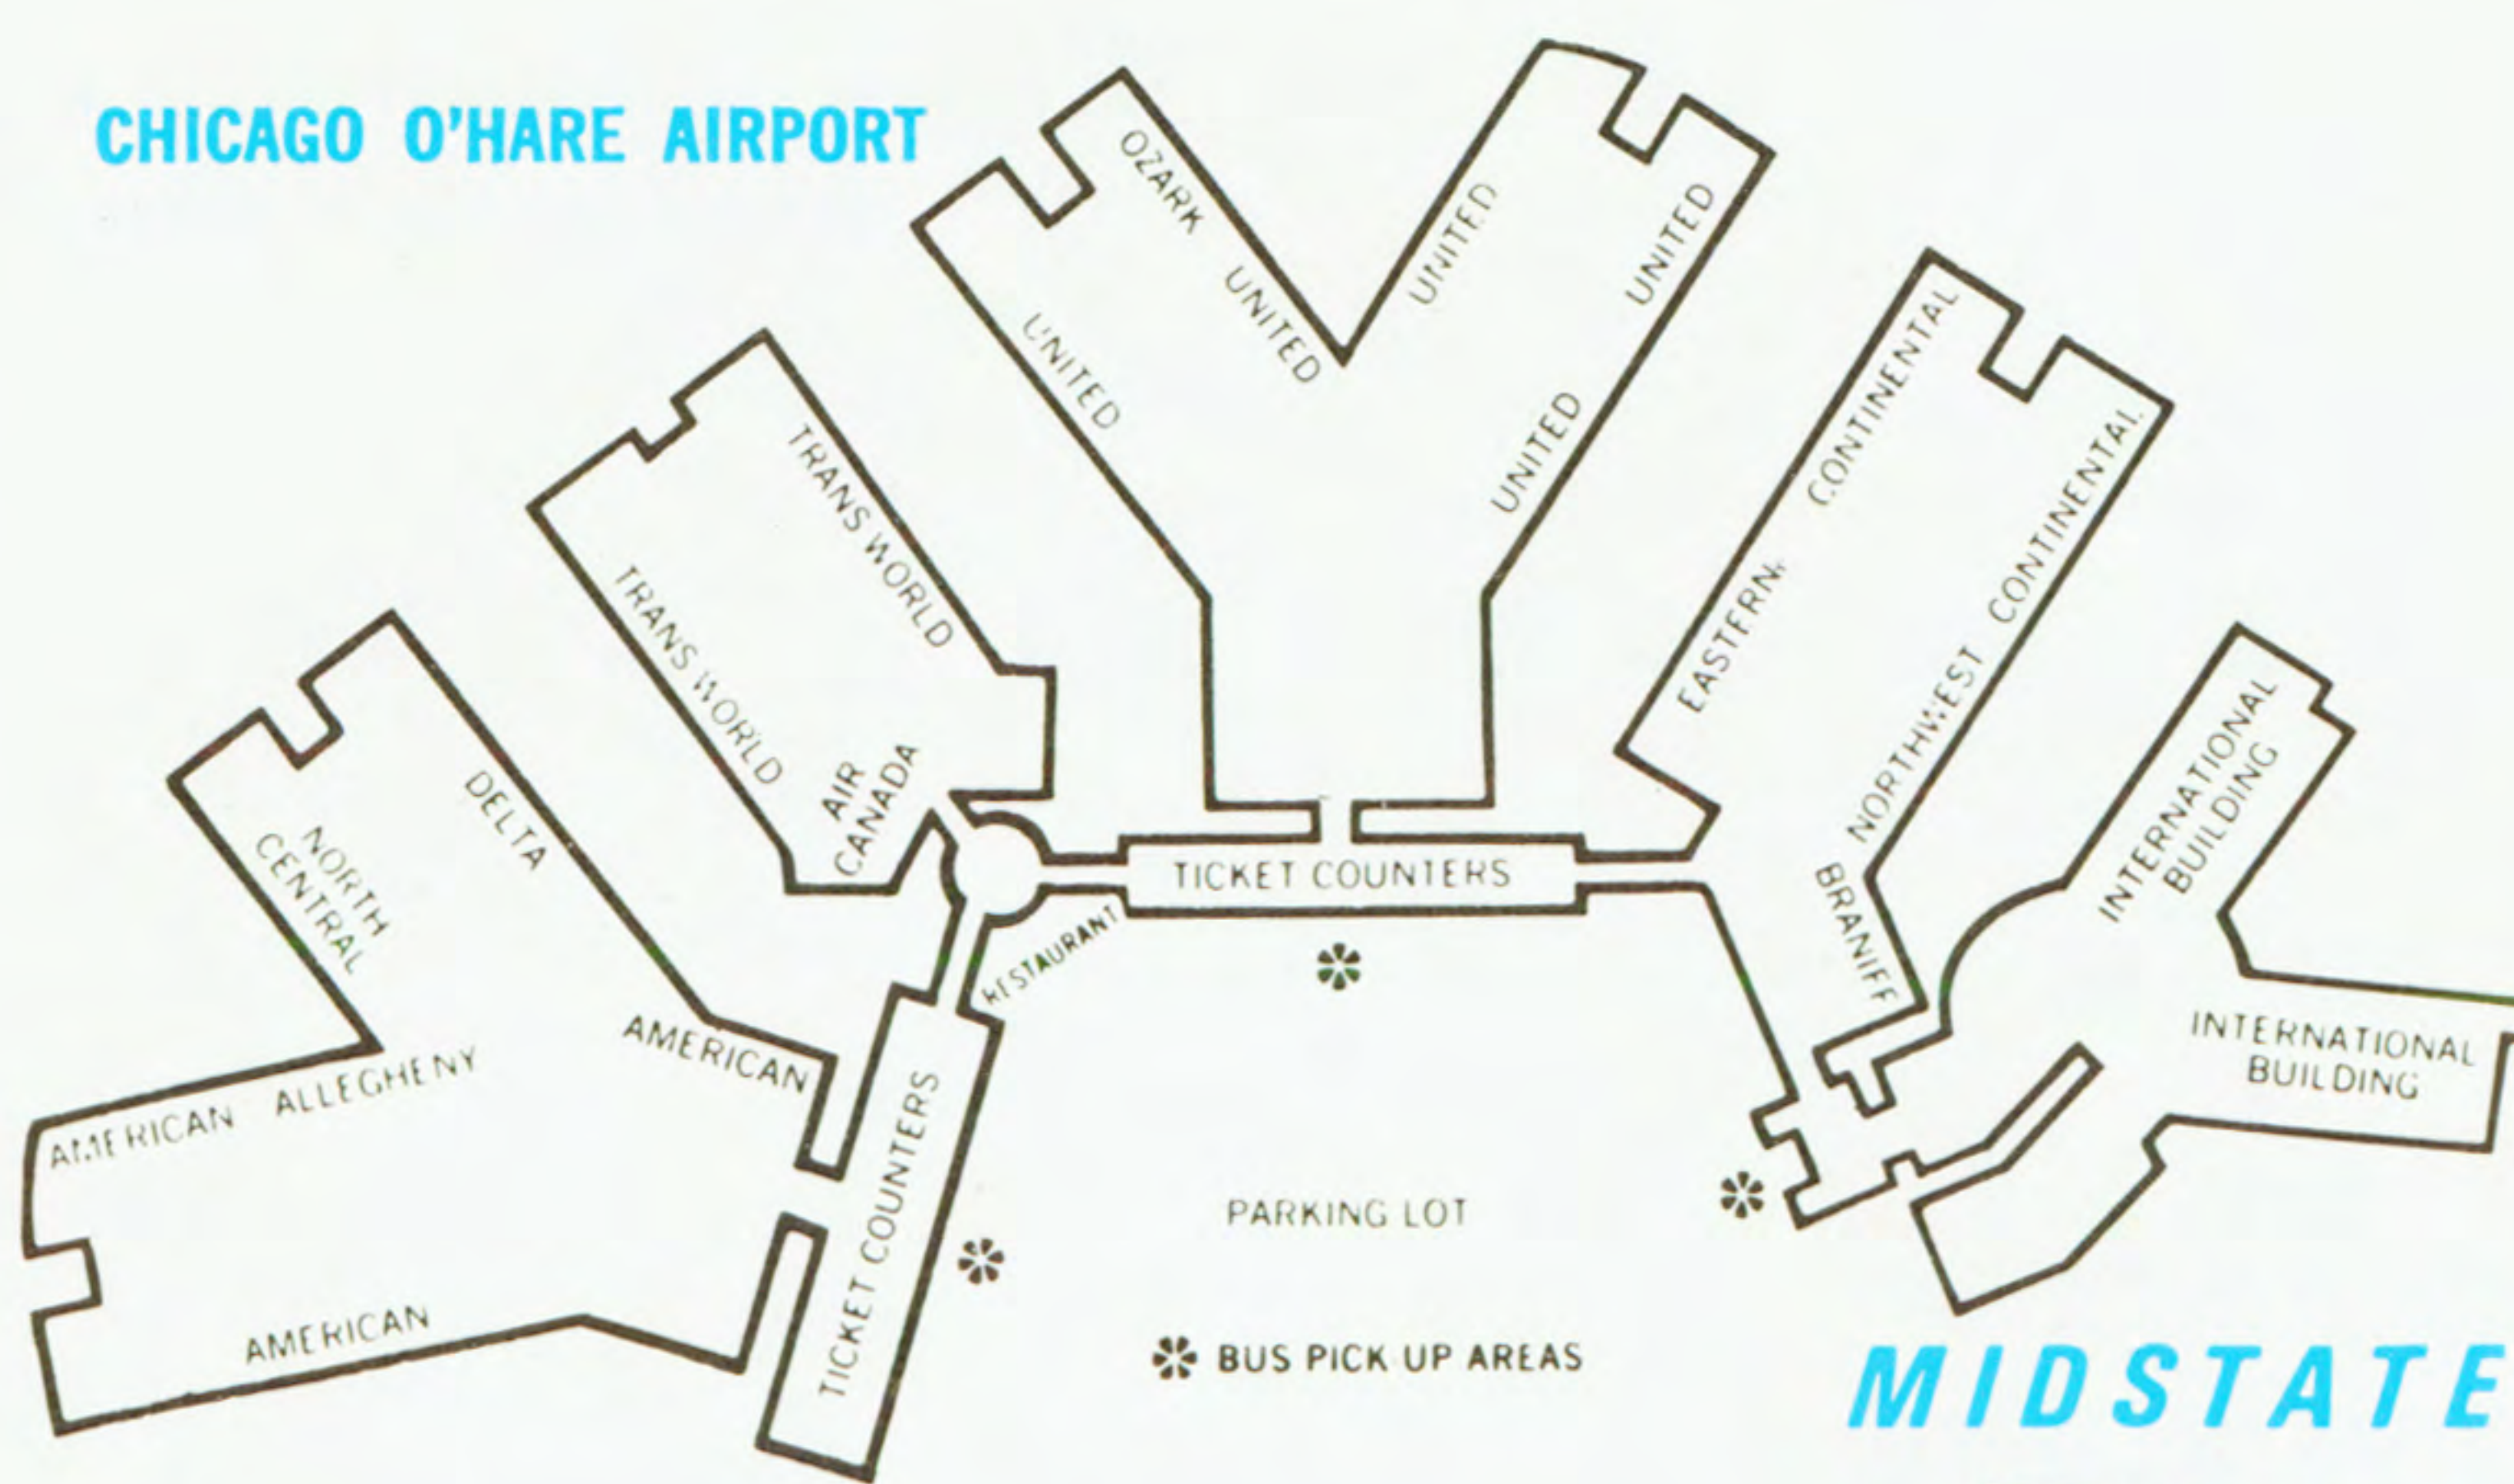 CHICAGO O'HARE AIRPORT
OZARK
UNITED
UNITED
UNITED
UNITED
UNITED
CONTINENTAL
EASTERN
CONTINENTAL
NORTHWEST
BRANIFF
TRANS WORLD
TRANS WORLD
AIR
CANADA
DELTA
NORTH
CENTRAL
AMERICAN
ALLEGHENY
AMERICAN
AMERICAN
TICKET COUNTERS
RESTAURANT
TICKET COUNTERS
INTERNATIONAL
BUILDING
INTERNATIONAL
BUILDING
PARKING LOT
BUS PICK UP AREAS
MIDSTATE